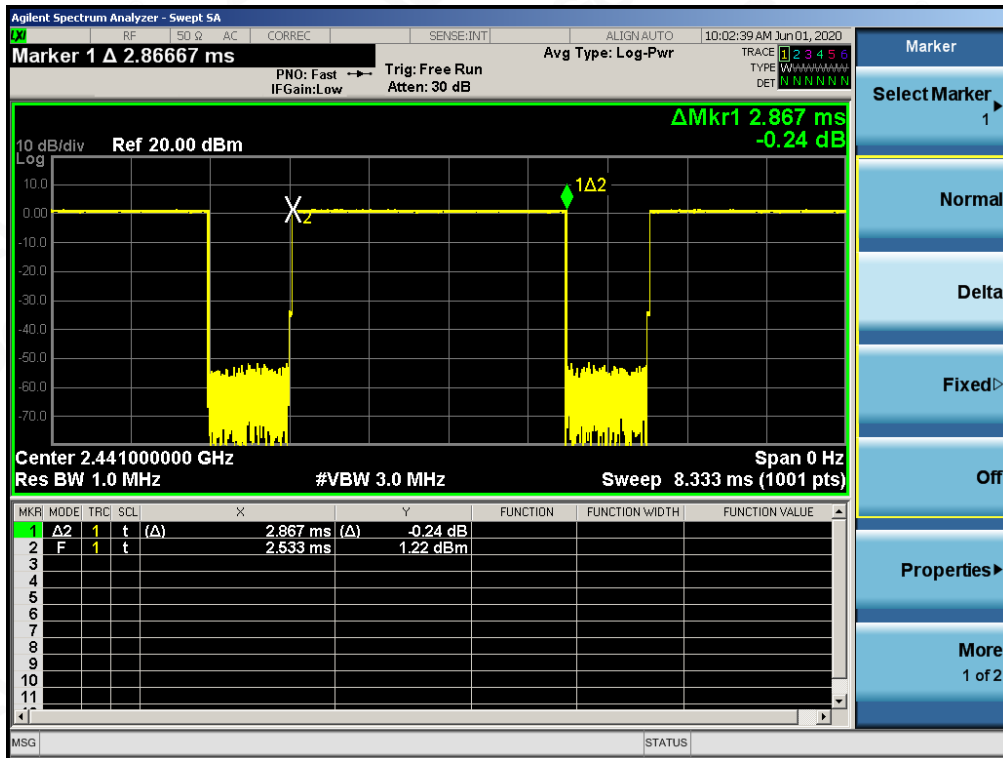 Agilent Spectrum Analyzer - Swept SA
LXI RF 50 Ω AC CORREC SENSE:INT ALIGN AUTO 10:02:39 AM Jun 01, 2020
Marker 1 Δ 2.86667 ms
PNO: Fast
IFGain:Low
Trig: Free Run
Atten: 30 dB
Avg Type: Log-Pwr
TRACE 1 2 3 4 5 6
TYPE WWWWWW
DET N N N N N N
ΔMkr1 2.867 ms
-0.24 dB
10 dB/div Ref 20.00 dBm
Log
10.0
0.00
-10.0
-20.0
-30.0
-40.0
-50.0
-60.0
-70.0
2
1Δ2
Center 2.441000000 GHz Span 0 Hz
Res BW 1.0 MHz #VBW 3.0 MHz Sweep 8.333 ms (1001 pts)
MKR MODE TRC SCL X Y FUNCTION FUNCTION WIDTH FUNCTION VALUE
1 Δ2 1 t (Δ) 2.867 ms (Δ) -0.24 dB
2 F 1 t 2.533 ms 1.22 dBm
3
4
5
6
7
8
9
10
11
MSG STATUS
Marker
Select Marker
1
Normal
Delta
Fixed
Off
Properties
More
1 of 2